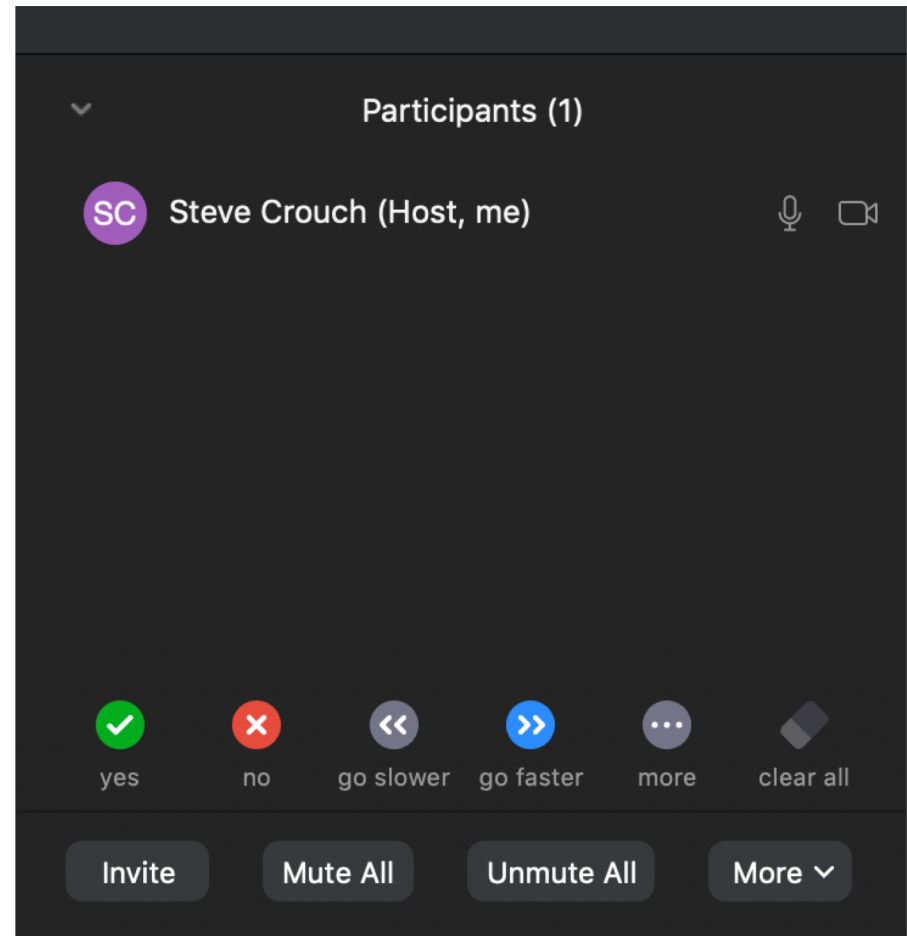 Participants (1)
SC Steve Crouch (Host, me)
yes no go slower go faster more clear all
Invite Mute All Unmute All More